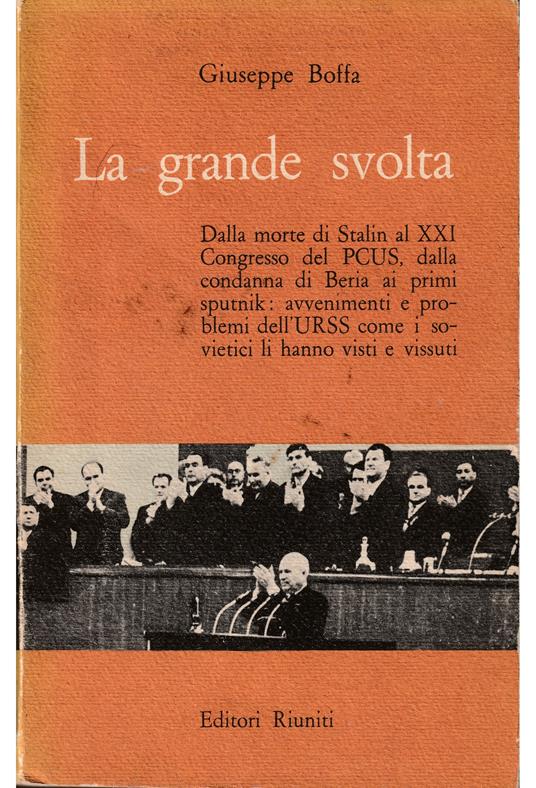 Giuseppe Boffa
La grande svolta
Dalla morte di Stalin al XXI
Congresso del PCUS, dalla
condanna di Beria ai primi
sputnik: avvenimenti e pro-
blemi dell'URSS come i so-
vietici li hanno visti e vissuti
Editori Riuniti